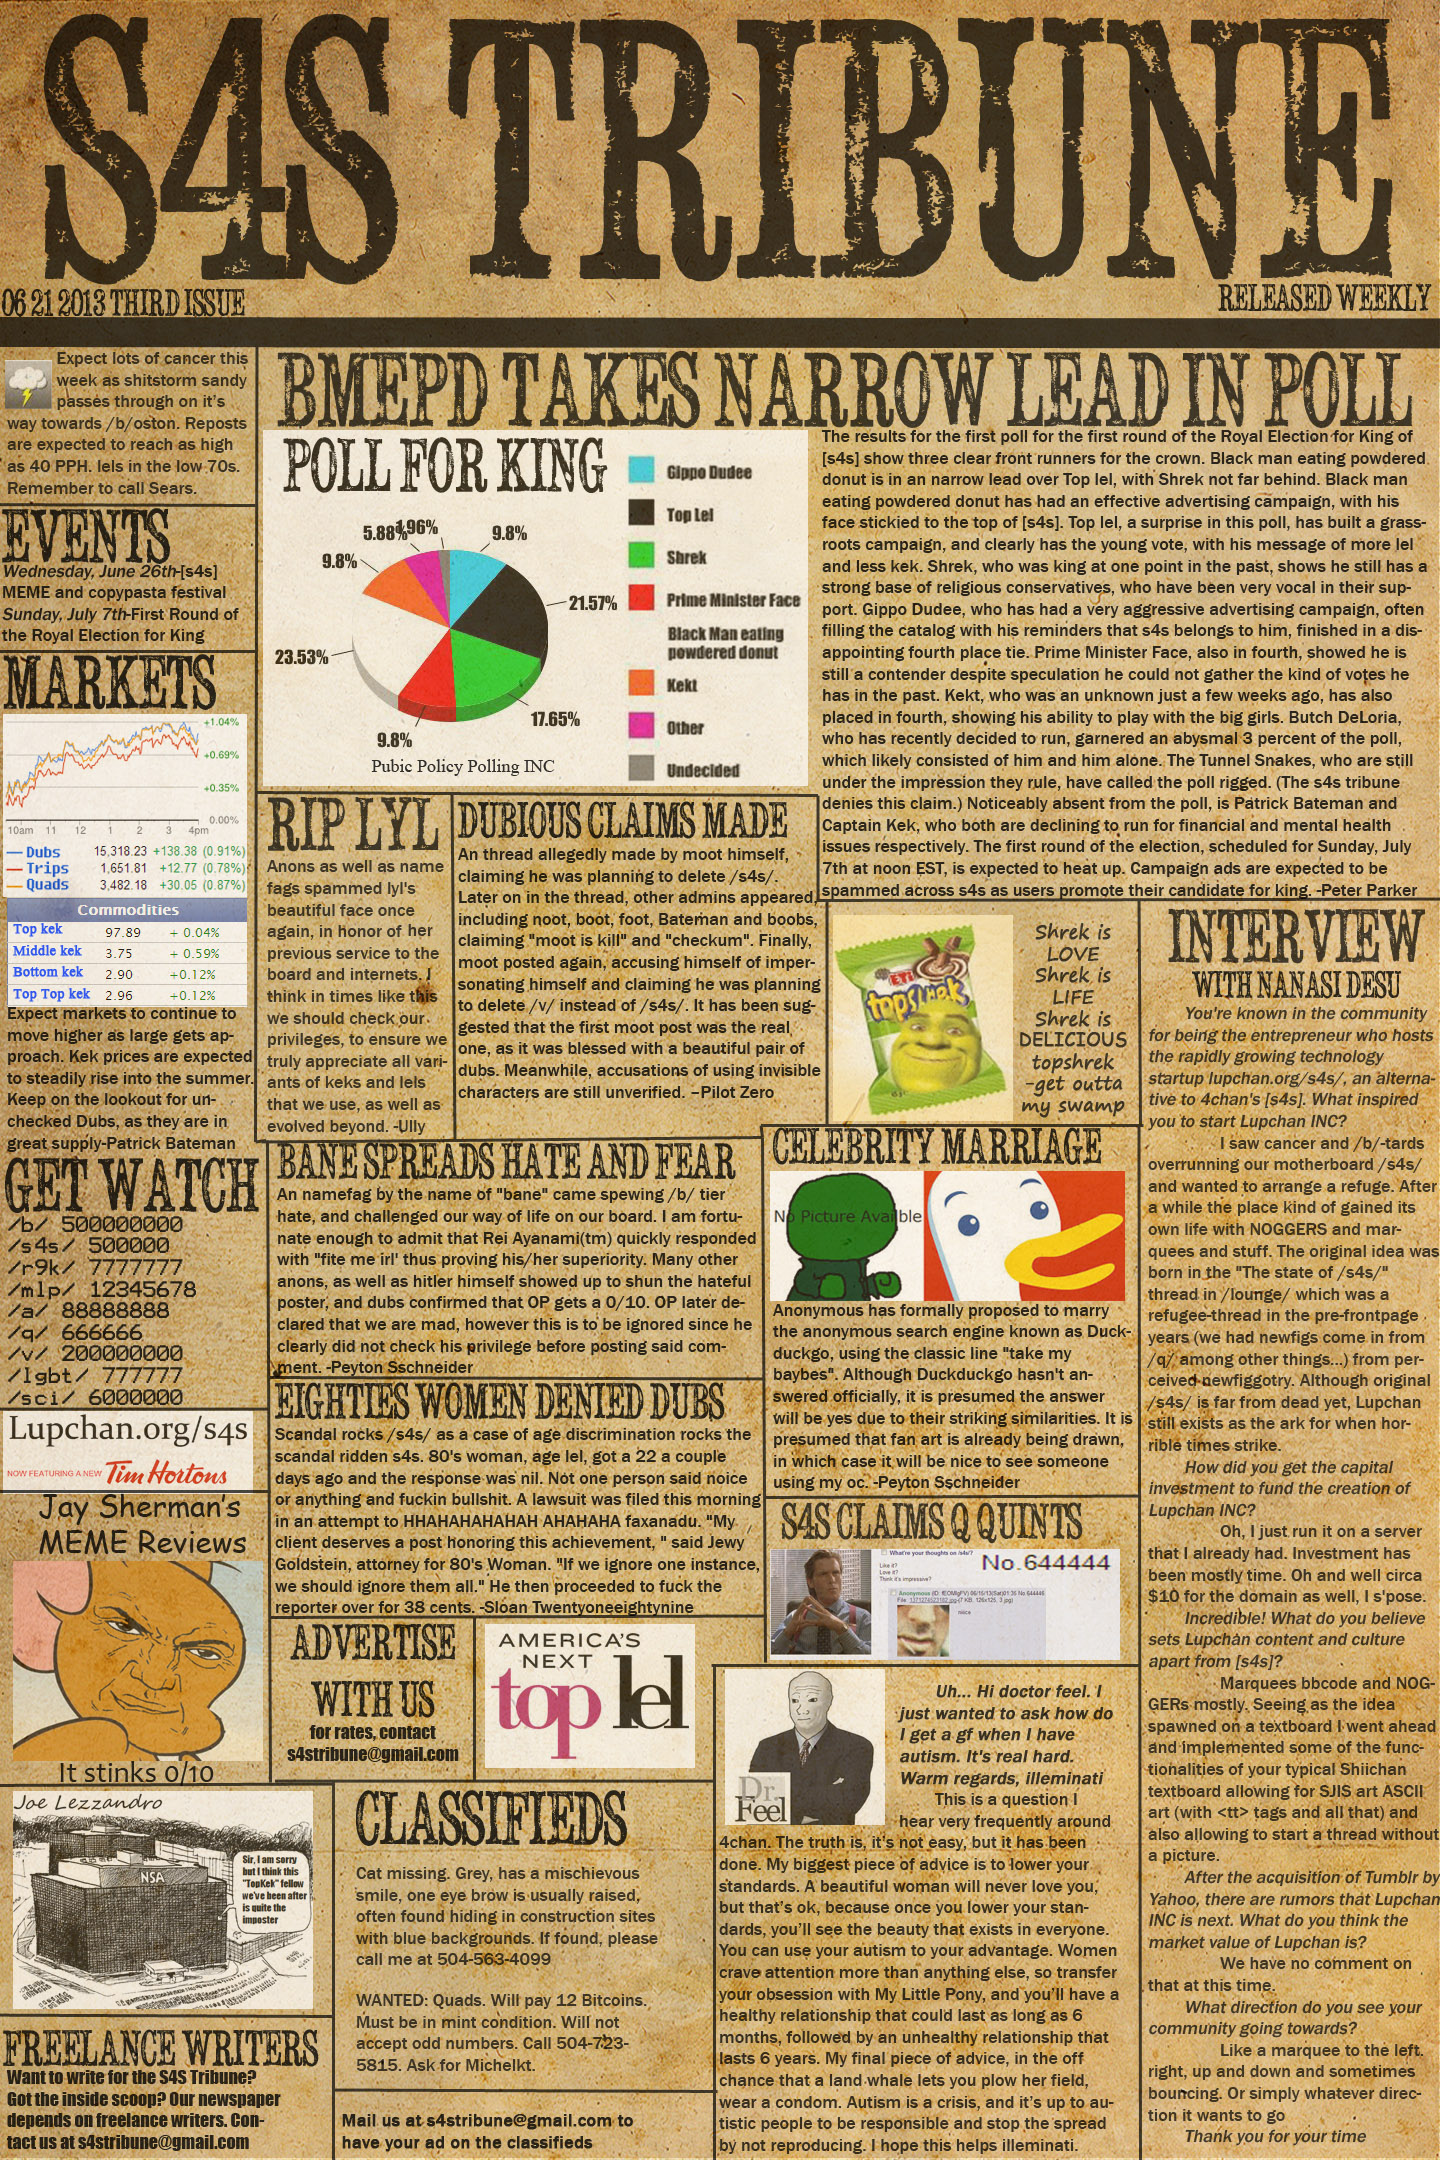 S4S TRIBUNE
06 21 2013 THIRD ISSUE
RELEASED WEEKLY
Expect lots of cancer this
week as shitstorm sandy
passes through on it's
way towards /b/oston. Reposts
are expected to reach as high
as 40 PPH. lels in the low 70s.
Remember to call Sears.
EVENTS
Wednesday, June 26th-[s4s]
MEME and copypasta festival
Sunday, July 7th-First Round of
the Royal Election for King
MARKETS
+1.04%
+0.69%
+0.35%
0.00%
10am 11 12 1 2 3 4pm
Dubs 15,318.23 +138.38 (0.91%)
Trips 1,651.81 +12.77 (0.78%)
Quads 3,482.18 +30.05 (0.87%)
Commodities
Top kek 97.89 + 0.04%
Middle kek 3.75 + 0.59%
Bottom kek 2.90 +0.12%
Top Top kek 2.96 +0.12%
Expect markets to continue to
move higher as large gets ap-
proach. Kek prices are expected
to steadily rise into the summer.
Keep on the lookout for un-
checked Dubs, as they are in
great supply-Patrick Bateman
GET WATCH
/b/ 500000000
/s4s/ 500000
/r9k/ 7777777
/mlp/ 12345678
/a/ 88888888
/q/ 666666
/v/ 200000000
/lgbt/ 777777
/sci/ 6000000
Lupchan.org/s4s
NOW FEATURING A NEW Tim Hortons
Jay Sherman's
MEME Reviews
It stinks 0/10
Joe Lezzandro
NSA
Sir, I am sorry
but I think this
"TopKek" fellow
we've been after
is quite the
imposter
FREELANCE WRITERS
Want to write for the S4S Tribune?
Got the inside scoop? Our newspaper
depends on freelance writers. Con-
tact us at s4stribune@gmail.com
BMEPD TAKES NARROW LEAD IN POLL
POLL FOR KING
5.88%
1.96%
9.8%
9.8%
21.57%
23.53%
17.65%
9.8%
Pubic Policy Polling INC
Gippo Dudee
Top Lel
Shrek
Prime Minister Face
Black Man eating
powdered donut
Kekt
Other
Undecided
The results for the first poll for the first round of the Royal Election for King of
[s4s] show three clear front runners for the crown. Black man eating powdered
donut is in an narrow lead over Top lel, with Shrek not far behind. Black man
eating powdered donut has had an effective advertising campaign, with his
face stickied to the top of [s4s]. Top lel, a surprise in this poll, has built a grass-
roots campaign, and clearly has the young vote, with his message of more lel
and less kek. Shrek, who was king at one point in the past, shows he still has a
strong base of religious conservatives, who have been very vocal in their sup-
port. Gippo Dudee, who has had a very aggressive advertising campaign, often
filling the catalog with his reminders that s4s belongs to him, finished in a dis-
appointing fourth place tie. Prime Minister Face, also in fourth, showed he is
still a contender despite speculation he could not gather the kind of votes he
has in the past. Kekt, who was an unknown just a few weeks ago, has also
placed in fourth, showing his ability to play with the big girls. Butch DeLoria,
who has recently decided to run, garnered an abysmal 3 percent of the poll,
which likely consisted of him and him alone. The Tunnel Snakes, who are still
under the impression they rule, have called the poll rigged. (The s4s tribune
denies this claim.) Noticeably absent from the poll, is Patrick Bateman and
Captain Kek, who both are declining to run for financial and mental health
issues respectively. The first round of the election, scheduled for Sunday, July
7th at noon EST, is expected to heat up. Campaign ads are expected to be
spammed across s4s as users promote their candidate for king. -Peter Parker
RIP LYL
Anons as well as name
fags spammed lyl's
beautiful face once
again, in honor of her
previous service to the
board and internets. I
think in times like this
we should check our
privileges, to ensure we
truly appreciate all vari-
ants of keks and lels
that we use, as well as
evolved beyond. -Ully
DUBIOUS CLAIMS MADE
An thread allegedly made by moot himself,
claiming he was planning to delete /s4s/.
Later on in the thread, other admins appeared,
including noot, boot, foot, Bateman and boobs,
claiming "moot is kill" and "checkum". Finally,
moot posted again, accusing himself of imper-
sonating himself and claiming he was planning
to delete /v/ instead of /s4s/. It has been sug-
gested that the first moot post was the real
one, as it was blessed with a beautiful pair of
dubs. Meanwhile, accusations of using invisible
characters are still unverified. –Pilot Zero
ETİ
topshrek
Shrek is
LOVE
Shrek is
LIFE
Shrek is
DELICIOUS
topshrek
-get outta
my swamp
BANE SPREADS HATE AND FEAR
An namefag by the name of "bane" came spewing /b/ tier
hate, and challenged our way of life on our board. I am fortu-
nate enough to admit that Rei Ayanami(tm) quickly responded
with "fite me irl' thus proving his/her superiority. Many other
anons, as well as hitler himself showed up to shun the hateful
poster, and dubs confirmed that OP gets a 0/10. OP later de-
clared that we are mad, however this is to be ignored since he
clearly did not check his privilege before posting said com-
ment. -Peyton Sschneider
EIGHTIES WOMEN DENIED DUBS
Scandal rocks /s4s/ as a case of age discrimination rocks the
scandal ridden s4s. 80's woman, age lel, got a 22 a couple
days ago and the response was nil. Not one person said noice
or anything and fuckin bullshit. A lawsuit was filed this morning
in an attempt to HHAHAHAHAHAH AHAHAHA faxanadu. "My
client deserves a post honoring this achievement, " said Jewy
Goldstein, attorney for 80's Woman. "If we ignore one instance,
we should ignore them all." He then proceeded to fuck the
reporter over for 38 cents. -Sloan Twentyoneeightynine
ADVERTISE
WITH US
for rates, contact
s4stribune@gmail.com
AMERICA'S
NEXT
top lel
CLASSIFIEDS
Cat missing. Grey, has a mischievous
smile, one eye brow is usually raised,
often found hiding in construction sites
with blue backgrounds. If found, please
call me at 504-563-4099
WANTED: Quads. Will pay 12 Bitcoins.
Must be in mint condition. Will not
accept odd numbers. Call 504-723-
5815. Ask for Michelkt.
Mail us at s4stribune@gmail.com to
have your ad on the classifieds
CELEBRITY MARRIAGE
No Picture Availble
Anonymous has formally proposed to marry
the anonymous search engine known as Duck-
duckgo, using the classic line "take my
baybes". Although Duckduckgo hasn't an-
swered officially, it is presumed the answer
will be yes due to their striking similarities. It is
presumed that fan art is already being drawn,
in which case it will be nice to see someone
using my oc. -Peyton Sschneider
S4S CLAIMS Q QUINTS
What're your thoughts on /s4s/?
No.644444
Like it?
Love it?
Think it's impressive?
Dr.
Feel
Uh... Hi doctor feel. I
just wanted to ask how do
I get a gf when I have
autism. It's real hard.
Warm regards, illeminati
This is a question I
hear very frequently around
4chan. The truth is, it's not easy, but it has been
done. My biggest piece of advice is to lower your
standards. A beautiful woman will never love you,
but that's ok, because once you lower your stan-
dards, you'll see the beauty that exists in everyone.
You can use your autism to your advantage. Women
crave attention more than anything else, so transfer
your obsession with My Little Pony, and you'll have a
healthy relationship that could last as long as 6
months, followed by an unhealthy relationship that
lasts 6 years. My final piece of advice, in the off
chance that a land whale lets you plow her field,
wear a condom. Autism is a crisis, and it's up to au-
tistic people to be responsible and stop the spread
by not reproducing. I hope this helps illeminati.
INTERVIEW
WITH NANASI DESU
You're known in the community
for being the entrepreneur who hosts
the rapidly growing technology
startup lupchan.org/s4s/, an alterna-
tive to 4chan's [s4s]. What inspired
you to start Lupchan INC?
I saw cancer and /b/-tards
overrunning our motherboard /s4s/
and wanted to arrange a refuge. After
a while the place kind of gained its
own life with NOGGERS and mar-
quees and stuff. The original idea was
born in the "The state of /s4s/"
thread in /lounge/ which was a
refugee-thread in the pre-frontpage
years (we had newfigs come in from
/q/ among other things...) from per-
ceived newfiggotry. Although original
/s4s/ is far from dead yet, Lupchan
still exists as the ark for when hor-
rible times strike.
How did you get the capital
investment to fund the creation of
Lupchan INC?
Oh, I just run it on a server
that I already had. Investment has
been mostly time. Oh and well circa
$10 for the domain as well, I s'pose.
Incredible! What do you believe
sets Lupchan content and culture
apart from [s4s]?
Marquees bbcode and NOG-
GERs mostly. Seeing as the idea
spawned on a textboard I went ahead
and implemented some of the func-
tionalities of your typical Shiichan
textboard allowing for SJIS art ASCII
art (with <tt> tags and all that) and
also allowing to start a thread without
a picture.
After the acquisition of Tumblr by
Yahoo, there are rumors that Lupchan
INC is next. What do you think the
market value of Lupchan is?
We have no comment on
that at this time.
What direction do you see your
community going towards?
Like a marquee to the left.
right, up and down and sometimes
bouncing. Or simply whatever direc-
tion it wants to go
Thank you for your time